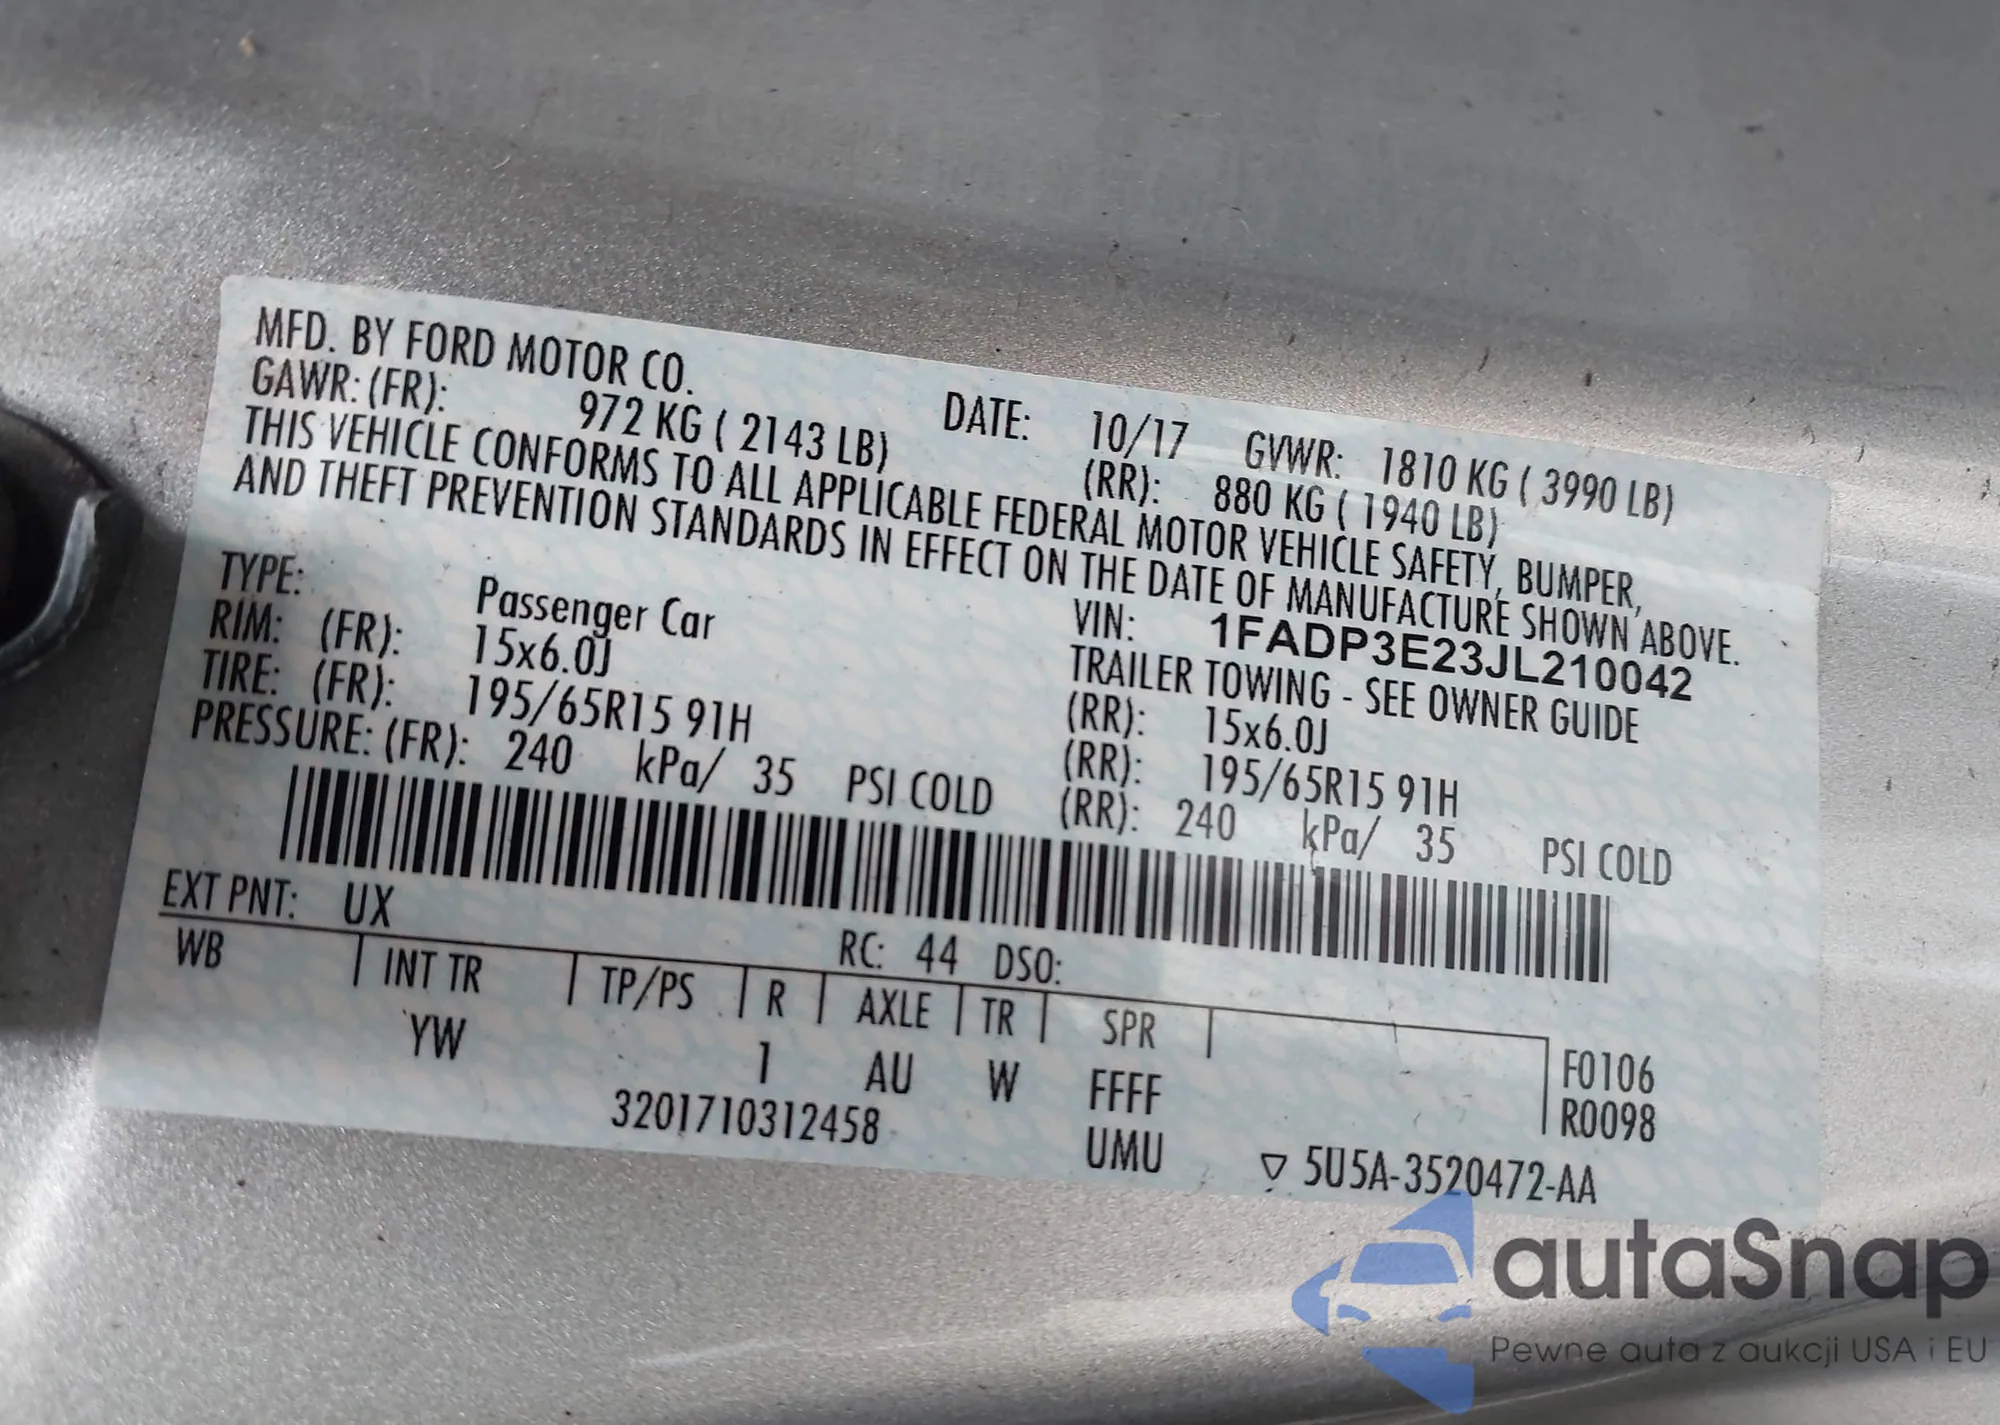 MFD. BY FORD MOTOR CO.
DATE: 10/17 GVWR: 1810 KG ( 3990 LB)
GAWR: (FR): 972 KG ( 2143 LB) (RR): 880 KG ( 1940 LB)
THIS VEHICLE CONFORMS TO ALL APPLICABLE FEDERAL MOTOR VEHICLE SAFETY, BUMPER,
AND THEFT PREVENTION STANDARDS IN EFFECT ON THE DATE OF MANUFACTURE SHOWN ABOVE.
VIN: 1FADP3E23JL210042
TYPE: Passenger Car TRAILER TOWING - SEE OWNER GUIDE
RIM: (FR): 15x6.0J (RR): 15x6.0J
TIRE: (FR): 195/65R15 91H (RR): 195/65R15 91H
PRESSURE: (FR): 240 kPa/ 35 PSI COLD (RR): 240 kPa/ 35 PSI COLD
EXT PNT: UX RC: 44 DSO:
WB INT TR TP/PS R AXLE TR SPR
F0106
YW 1 AU W FFFF R0098
3201710312458 UMU ▽ 5U5A-3520472-AA
autaSnap
Pewne auta z aukcji USA i EU